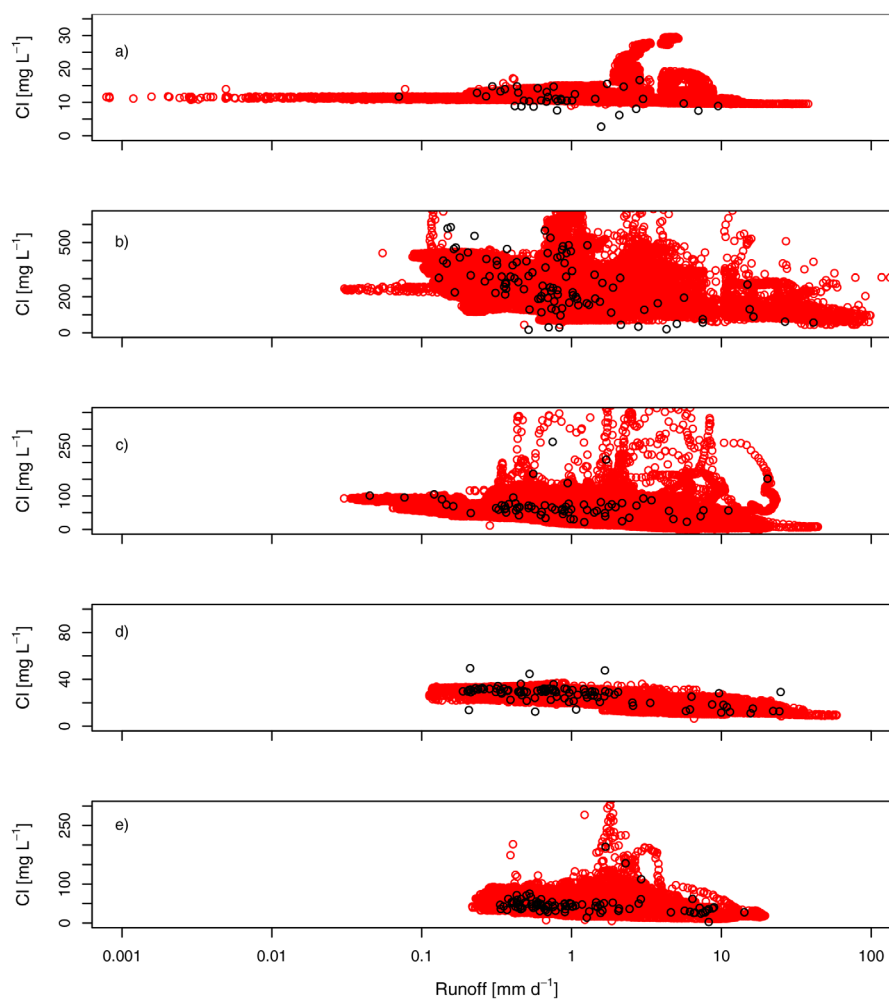 a)
Cl [mg L⁻¹]
0 10 20 30
b)
Cl [mg L⁻¹]
0 200 500
c)
Cl [mg L⁻¹]
0 100 250
d)
Cl [mg L⁻¹]
0 40 80
e)
Cl [mg L⁻¹]
0 100 250
0.001 0.01 0.1 1 10 100
Runoff [mm d⁻¹]